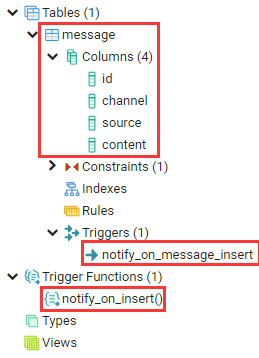 Tables (1)
message
Columns (4)
id
channel
source
content
Constraints (1)
Indexes
Rules
Triggers (1)
notify_on_message_insert
Trigger Functions (1)
notify_on_insert()
Types
Views